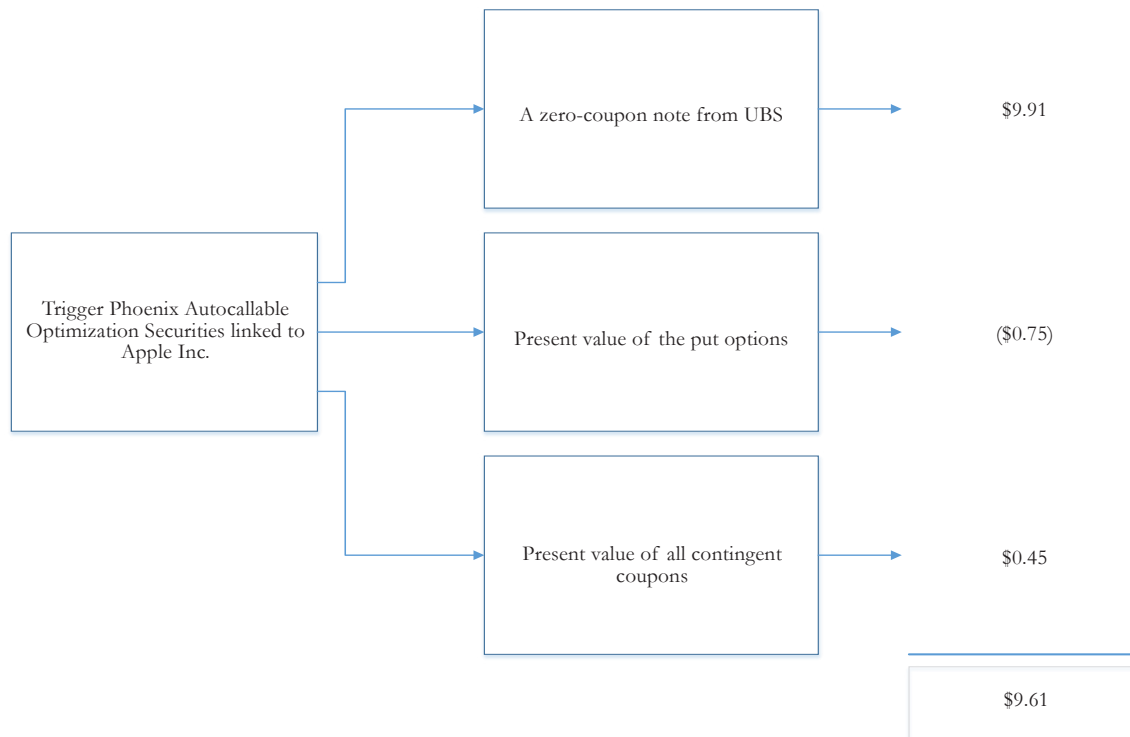 A zero-coupon note from UBS
$9.91
Trigger Phoenix Autocallable
Optimization Securities linked to
Apple Inc.
Present value of the put options
($0.75)
Present value of all contingent
coupons
$0.45
$9.61